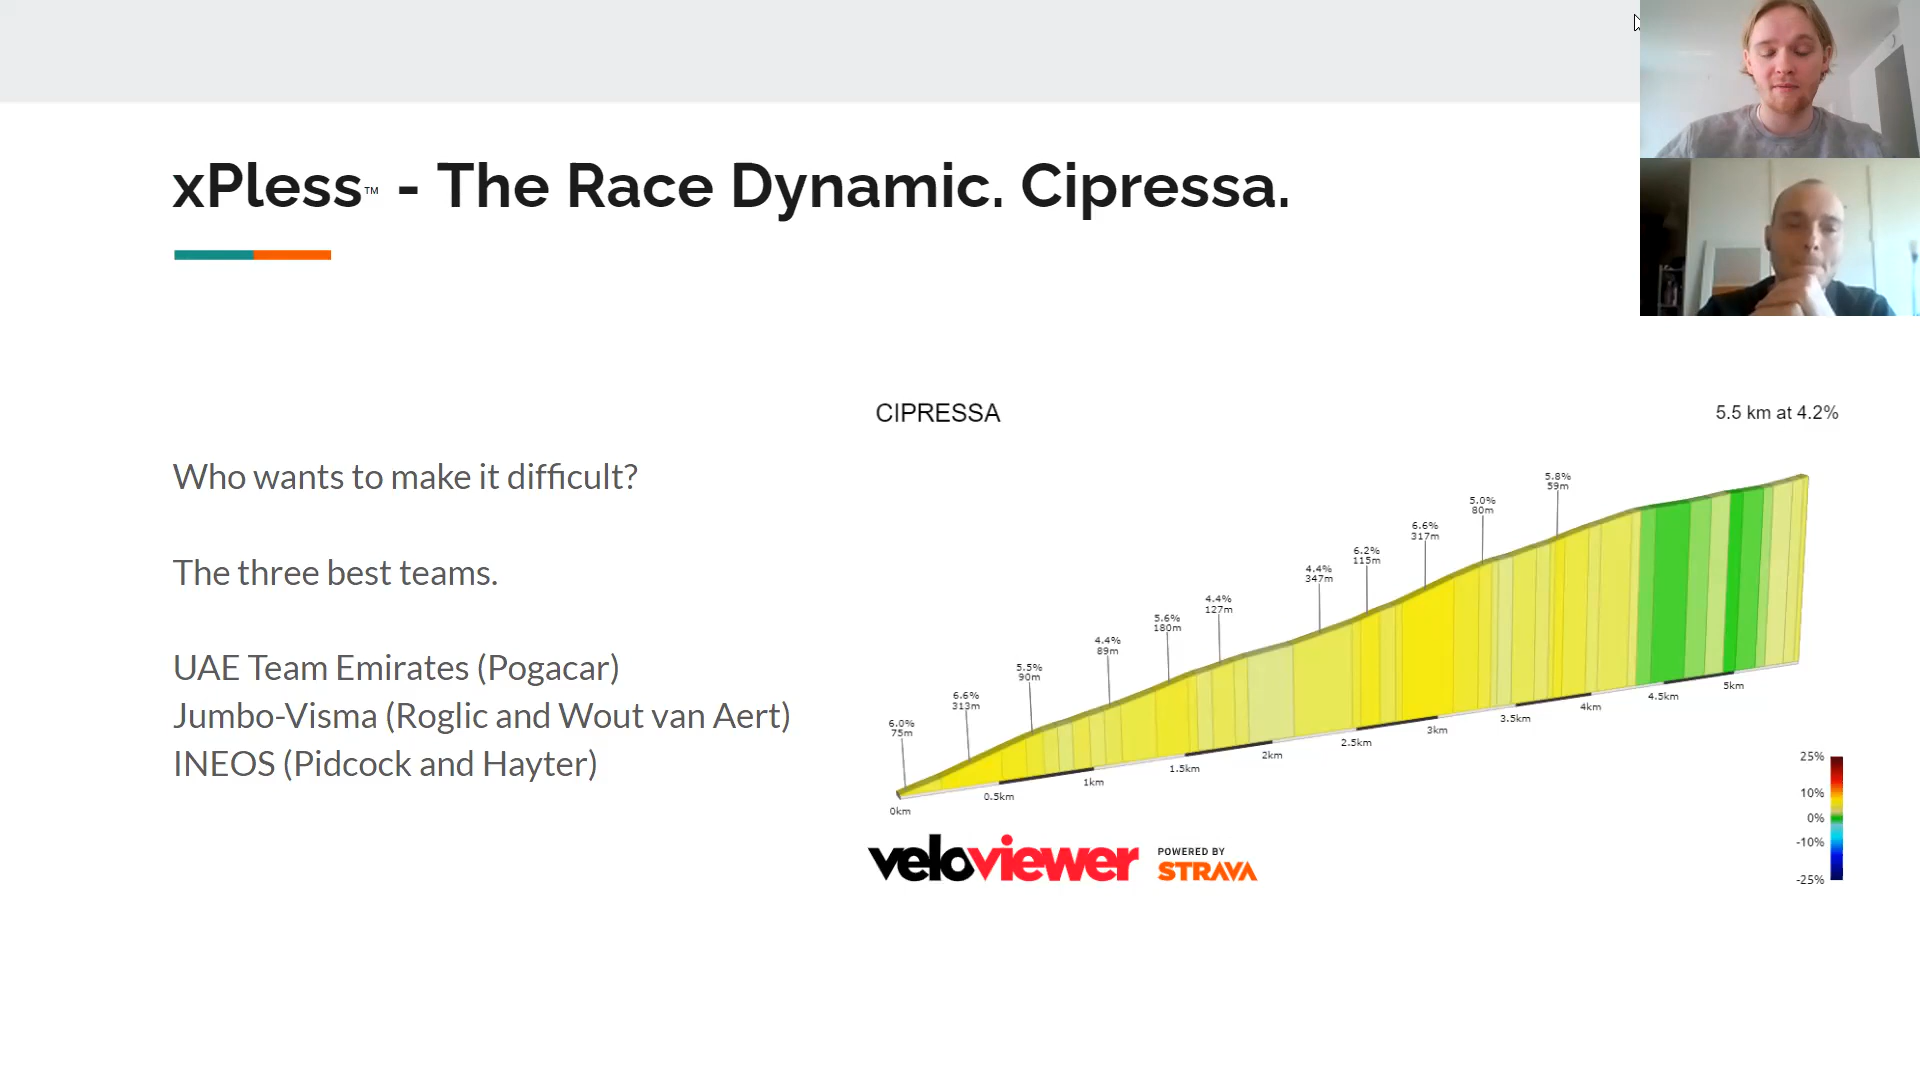 xPless™ - The Race Dynamic. Cipressa.
Who wants to make it difficult?
The three best teams.
UAE Team Emirates (Pogacar)
Jumbo-Visma (Roglic and Wout van Aert)
INEOS (Pidcock and Hayter)
CIPRESSA
5.5 km at 4.2%
6.0%
75m
6.6%
313m
5.5%
90m
4.4%
89m
5.6%
180m
4.4%
127m
4.4%
347m
6.2%
115m
6.6%
317m
5.0%
80m
5.8%
59m
0km
0.5km
1km
1.5km
2km
2.5km
3km
3.5km
4km
4.5km
5km
25%
10%
0%
-10%
-25%
veloviewer
POWERED BY
STRAVA